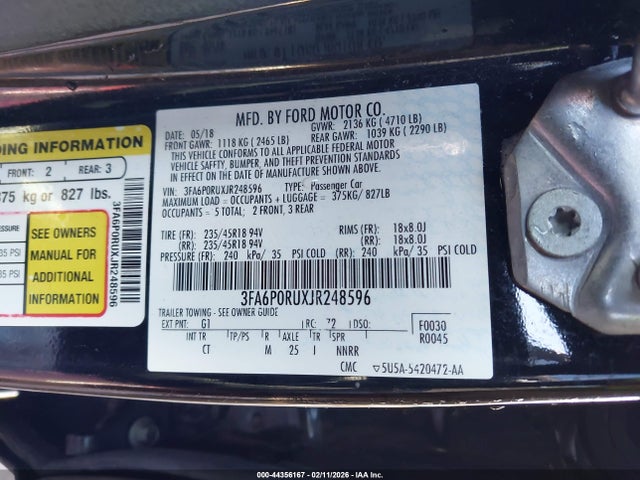 MFD. BY FORD MOTOR CO.
DATE: 05/18 GVWR: 2136 KG ( 4710 LB)
FRONT GAWR: 1118 KG ( 2465 LB) REAR GAWR: 1039 KG ( 2290 LB)
THIS VEHICLE CONFORMS TO ALL APPLICABLE FEDERAL MOTOR
VEHICLE SAFETY, BUMPER, AND THEFT PREVENTION STANDARDS
IN EFFECT ON THE DATE OF MANUFACTURE SHOWN ABOVE.
VIN: 3FA6P0RUXJR248596 TYPE: Passenger Car
MAXIMUM LOAD = OCCUPANTS + LUGGAGE = 375KG/ 827LB
OCCUPANTS = 5 TOTAL: 2 FRONT, 3 REAR
TIRE (FR): 235/45R18 94V RIMS (FR): 18x8.0J
(RR): 235/45R18 94V (RR): 18x8.0J
PRESSURE (FR): 240 kPa/ 35 PSI COLD (RR): 240 kPa/ 35 PSI COLD
3FA6P0RUXJR248596
TRAILER TOWING - SEE OWNER GUIDE
EXT PNT: G1 RC: 72 DSO: F0030
R0045
INT TR TP/PS R AXLE TR SPR
CT M 25 J NNRR
CMC 5U5A-5420472-AA
DING INFORMATION
FRONT: 2 REAR: 3
375 kg or 827 lbs.
SEE OWNERS
MANUAL FOR
ADDITIONAL
INFORMATION
35 PSI
35 PSI
3FA6P0RUXJR248596
000-44356167 - 02/11/2026 - IAA Inc.